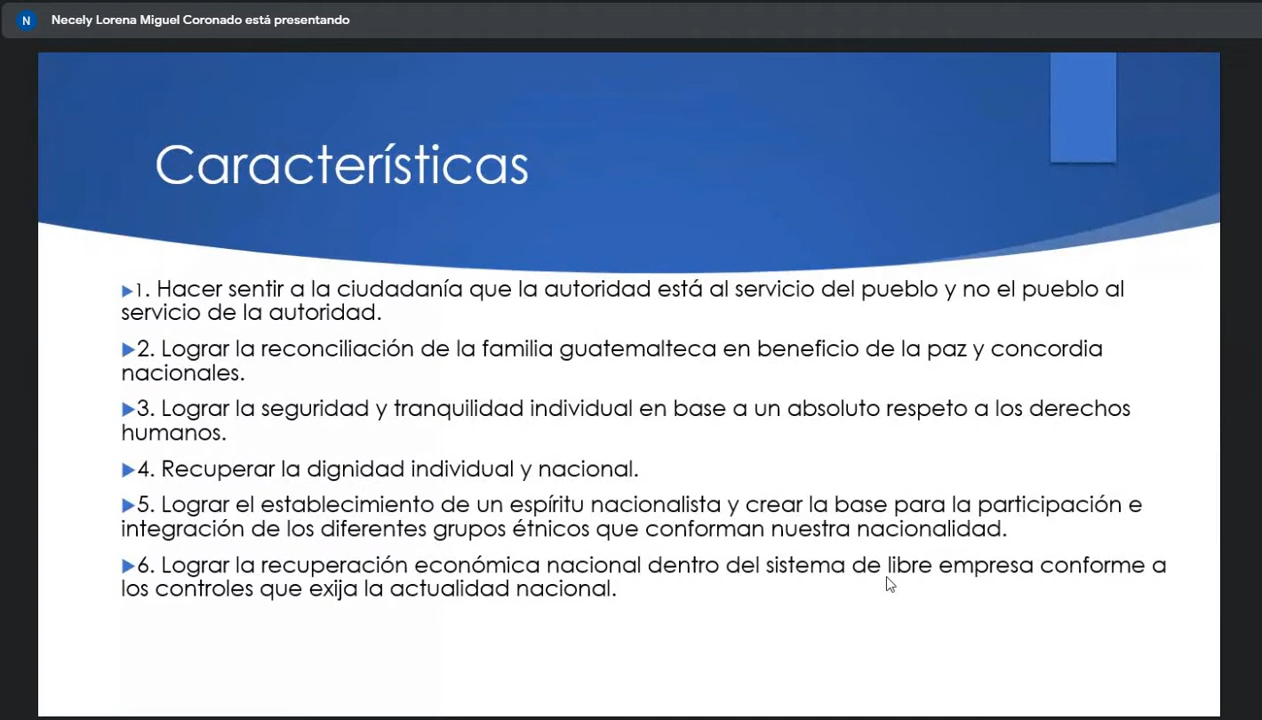 N Necely Lorena Miguel Coronado está presentando
Características
1. Hacer sentir a la ciudadanía que la autoridad está al servicio del pueblo y no el pueblo al
servicio de la autoridad.
2. Lograr la reconciliación de la familia guatemalteca en beneficio de la paz y concordia
nacionales.
3. Lograr la seguridad y tranquilidad individual en base a un absoluto respeto a los derechos
humanos.
4. Recuperar la dignidad individual y nacional.
5. Lograr el establecimiento de un espíritu nacionalista y crear la base para la participación e
integración de los diferentes grupos étnicos que conforman nuestra nacionalidad.
6. Lograr la recuperación económica nacional dentro del sistema de libre empresa conforme a
los controles que exija la actualidad nacional.